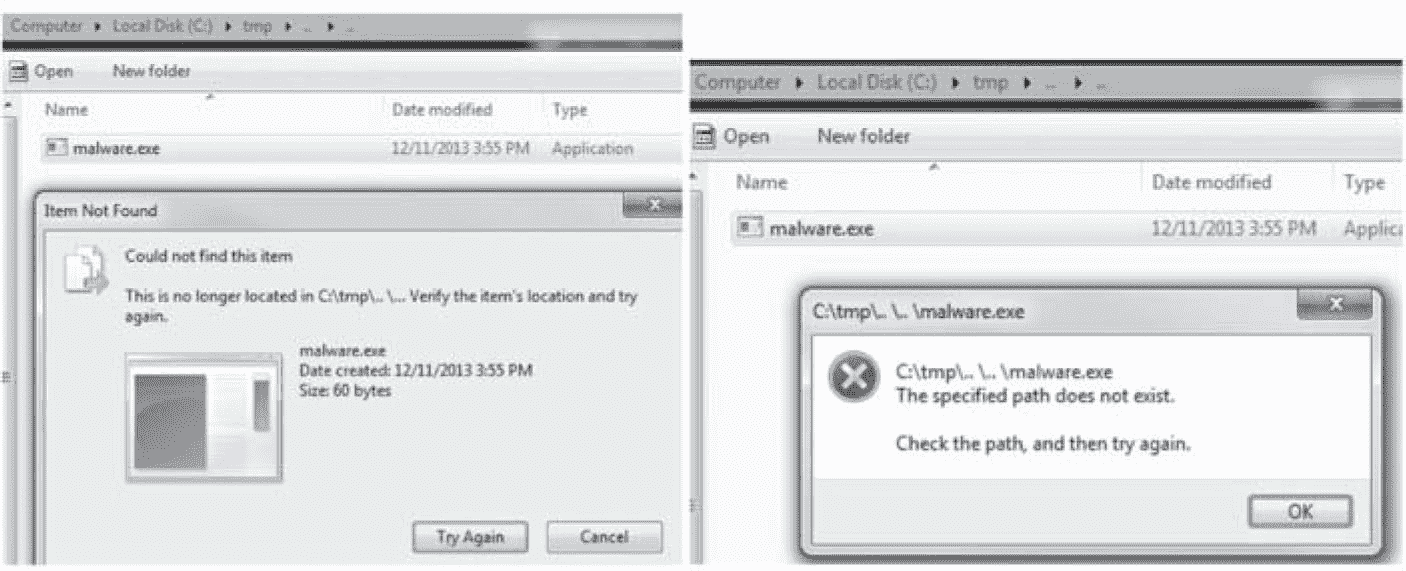 Computer ▸ Local Disk (C:) ▸ tmp ▸ .. ▸ ..
Open New folder
Name Date modified Type
malware.exe 12/11/2013 3:55 PM Application
Item Not Found
Could not find this item
This is no longer located in C:\tmp\.. \... Verify the item's location and try
again.
malware.exe
Date created: 12/11/2013 3:55 PM
Size: 60 bytes
Try Again Cancel
Computer ▸ Local Disk (C:) ▸ tmp ▸ .. ▸ ..
Open New folder
Name Date modified Type
malware.exe 12/11/2013 3:55 PM Applica
C:\tmp\.. \.. \malware.exe
C:\tmp\.. \.. \malware.exe
The specified path does not exist.
Check the path, and then try again.
OK